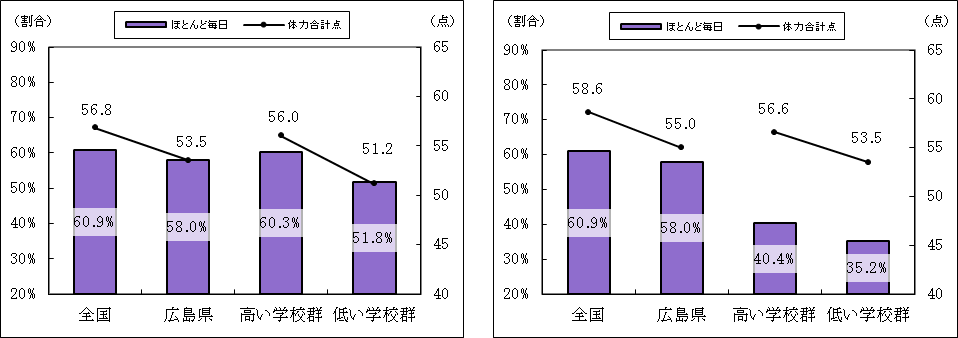 (割合)
ほとんど毎日
体力合計点
(点)
90%
80%
70%
60%
50%
40%
30%
20%
65
60
55
50
45
40
56.8
53.5
56.0
51.2
60.9%
58.0%
60.3%
51.8%
全国
広島県
高い学校群
低い学校群
(割合)
ほとんど毎日
体力合計点
(点)
90%
80%
70%
60%
50%
40%
30%
20%
65
60
55
50
45
40
58.6
55.0
56.6
53.5
60.9%
58.0%
40.4%
35.2%
全国
広島県
高い学校群
低い学校群